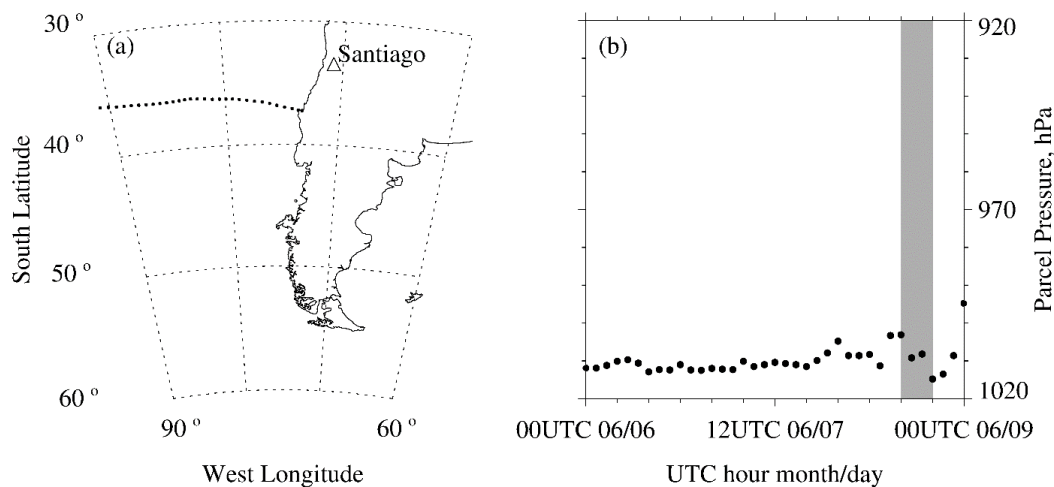 30 º
(a)
Santiago
40 º
South Latitude
50 º
60 º
90 º
60 º
West Longitude
(b)
920
970
1020
Parcel Pressure, hPa
00UTC 06/06
12UTC 06/07
00UTC 06/09
UTC hour month/day